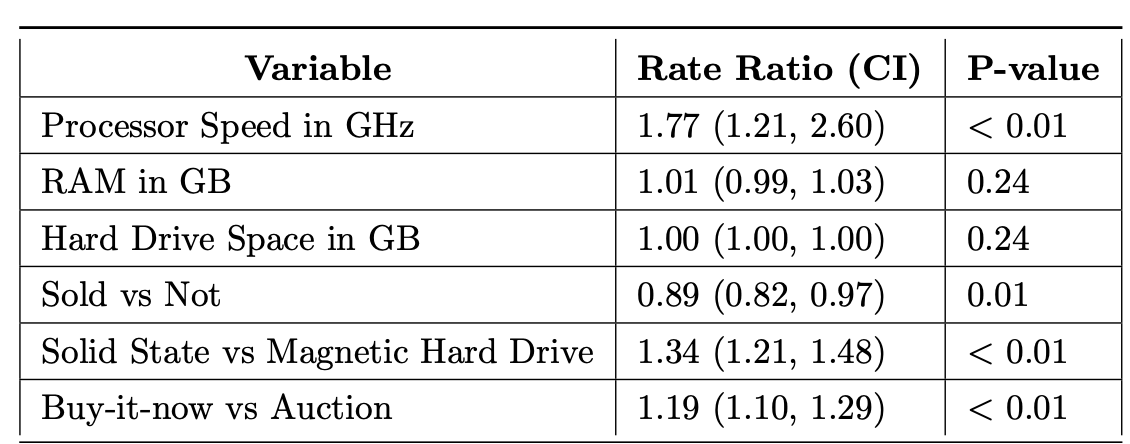 Variable Rate Ratio (CI) P-value
Processor Speed in GHz 1.77 (1.21, 2.60) < 0.01
RAM in GB 1.01 (0.99, 1.03) 0.24
Hard Drive Space in GB 1.00 (1.00, 1.00) 0.24
Sold vs Not 0.89 (0.82, 0.97) 0.01
Solid State vs Magnetic Hard Drive 1.34 (1.21, 1.48) < 0.01
Buy-it-now vs Auction 1.19 (1.10, 1.29) < 0.01